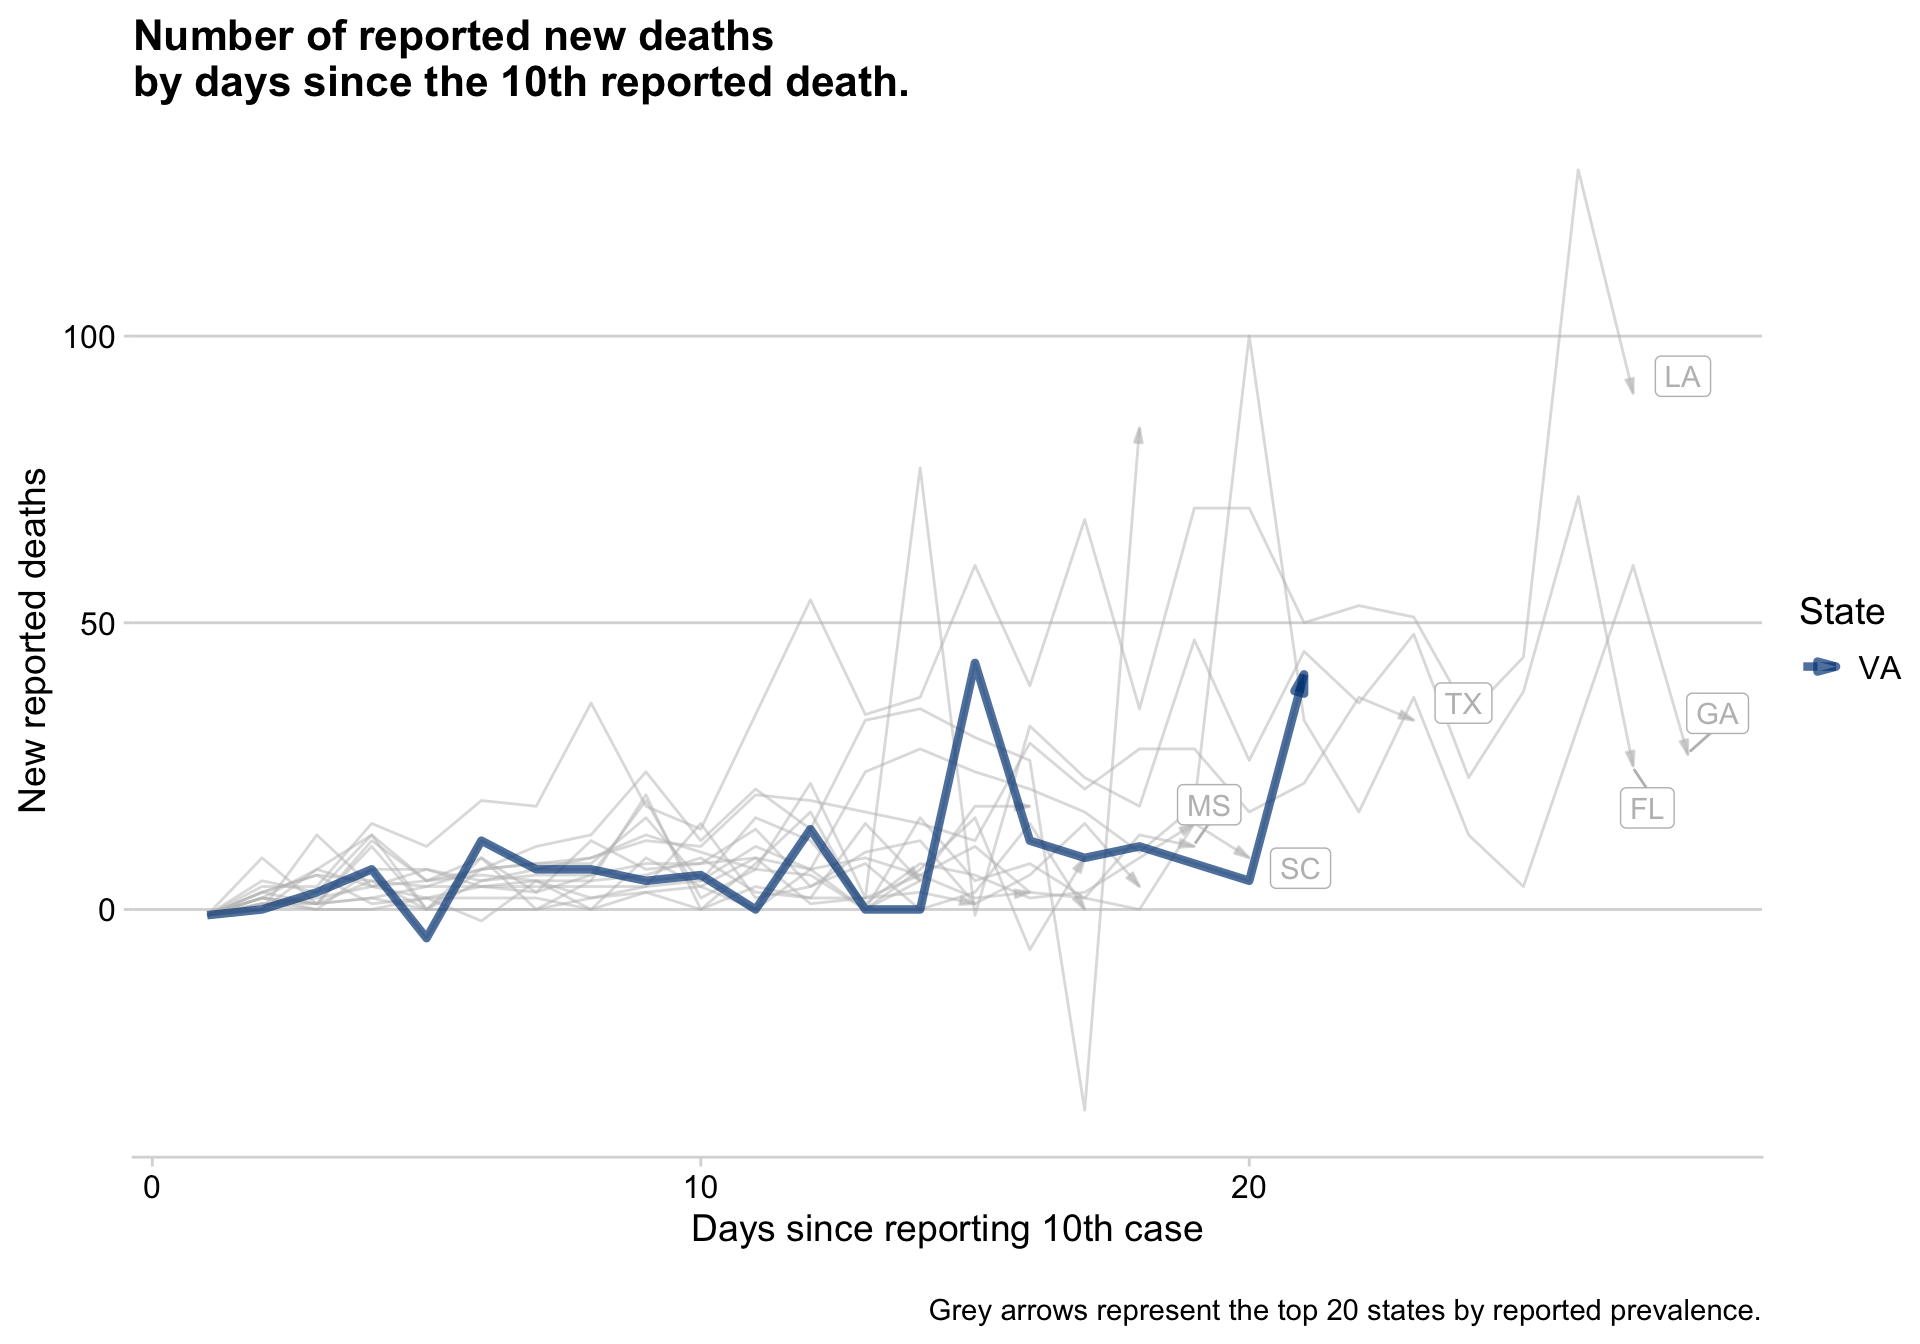 Number of reported new deaths
by days since the 10th reported death.
New reported deaths
100
50
0
LA
TX
GA
MS
FL
SC
State
VA
0
10
20
Days since reporting 10th case
Grey arrows represent the top 20 states by reported prevalence.